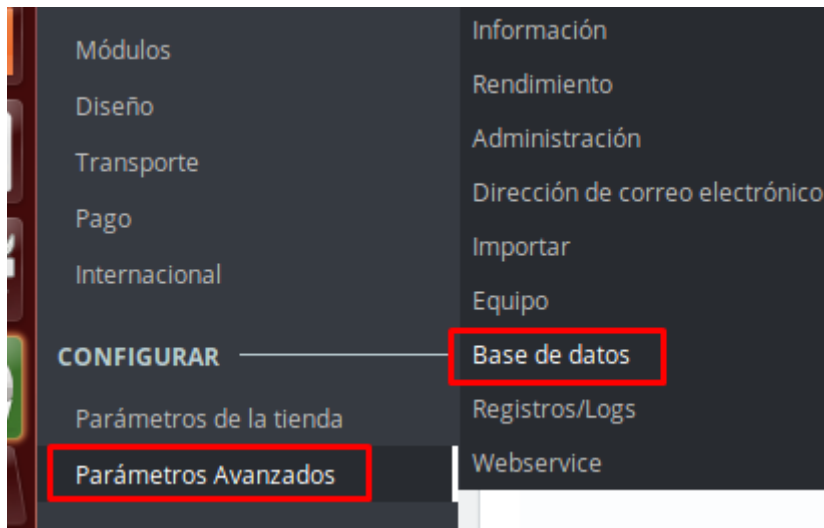 Módulos
Diseño
Transporte
Pago
Internacional
CONFIGURAR
Parámetros de la tienda
Parámetros Avanzados
Información
Rendimiento
Administración
Dirección de correo electrónico
Importar
Equipo
Base de datos
Registros/Logs
Webservice